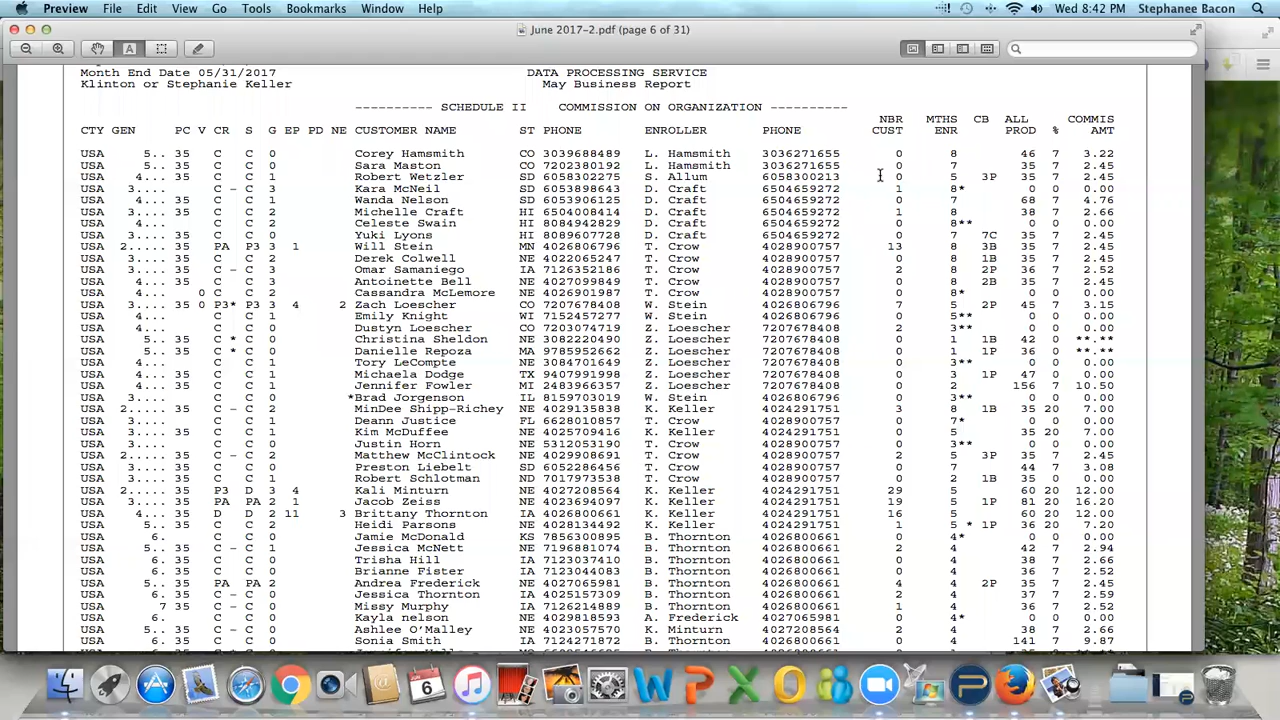 Preview File Edit View Go Tools Bookmarks Window Help Wed 8:42 PM Stephanee Bacon
June 2017-2.pdf (page 6 of 31)
Month End Date 05/31/2017 DATA PROCESSING SERVICE
Klinton or Stephanie Keller May Business Report
---------- SCHEDULE II COMMISSION ON ORGANIZATION ----------
NBR MTHS CB ALL COMMIS
CTY GEN PC V CR S G EP PD NE CUSTOMER NAME ST PHONE ENROLLER PHONE CUST ENR PROD % AMT
USA 5.. 35 C C 0 Corey Hamsmith CO 3039688489 L. Hamsmith 3036271655 0 8 46 7 3.22
USA 5.. 35 C C 0 Sara Maston CO 7202380192 L. Hamsmith 3036271655 0 7 35 7 2.45
USA 4... 35 C C 1 Robert Wetzler SD 6058302275 S. Allum 6058300213 0 5 3P 35 7 2.45
USA 3.... C - C 3 Kara McNeil SD 6053898643 D. Craft 6504659272 1 8* 0 0 0.00
USA 4... 35 C C 1 Wanda Nelson SD 6053906125 D. Craft 6504659272 0 7 68 7 4.76
USA 4... 35 C C 2 Michelle Craft HI 6504008414 D. Craft 6504659272 1 8 38 7 2.66
USA 4... C C 2 Celeste Swain HI 8084942829 D. Craft 6504659272 0 8** 0 0 0.00
USA 4... 35 C C 0 Yuki Lyons HI 8089607728 D. Craft 6504659272 0 7 7C 35 7 2.45
USA 2..... 35 PA P3 3 1 Will Stein MN 4026806796 T. Crow 4028900757 13 8 3B 35 7 2.45
USA 3.... 35 C C 2 Derek Colwell NE 4022065247 T. Crow 4028900757 0 8 1B 35 7 2.45
USA 4... 35 C - C 3 Omar Samaniego IA 7126352186 T. Crow 4028900757 2 8 2P 36 7 2.52
USA 4... 35 C C 3 Antoinette Bell NE 4027099849 T. Crow 4028900757 0 8 2B 35 7 2.45
USA 4... 0 C C 2 Cassandra McLemore NE 4026901987 T. Crow 4028900757 0 8* 0 0 0.00
USA 3.... 35 0 P3* P3 3 4 2 Zach Loescher CO 7207678408 W. Stein 4026806796 7 5 2P 45 7 3.15
USA 4... C C 1 Emily Knight WI 7152457277 W. Stein 4026806796 0 5** 0 0 0.00
USA 4... C C 1 Dustyn Loescher CO 7203074719 Z. Loescher 7207678408 2 3** 0 0 0.00
USA 5.. 35 C * C 0 Christina Sheldon NE 3082220490 Z. Loescher 7207678408 0 1 1B 42 0 **.**
USA 5.. 35 C * C 0 Danielle Repoza MA 9785952662 Z. Loescher 7207678408 0 1 1P 36 0 **.**
USA 4... C C 1 Tory LeCompte NE 3084701649 Z. Loescher 7207678408 0 3** 0 0 0.00
USA 4... 35 C C 1 Michaela Dodge TX 9407991998 Z. Loescher 7207678408 0 3 1P 47 0 0.00
USA 4... 35 C C 1 Jennifer Fowler MI 2483966357 Z. Loescher 7207678408 0 2 156 7 10.50
USA 3.... C C 0 *Brad Jorgenson IL 8159703019 W. Stein 4026806796 0 3** 0 0 0.00
USA 2..... 35 C - C 2 MinDee Shipp-Richey NE 4029135838 K. Keller 4024291751 3 8 1B 35 20 7.00
USA 3.... C C 2 Deann Justice FL 6628010857 T. Crow 4028900757 0 7* 0 0 0.00
USA 3.... 35 C C 1 Kim McDuffee NE 4025709416 K. Keller 4024291751 0 5 35 20 7.00
USA 3.... C C 0 Justin Horn NE 5312053190 T. Crow 4028900757 0 3** 0 0 0.00
USA 2..... 35 C - C 2 Matthew McClintock NE 4029908691 T. Crow 4028900757 2 5 3P 35 7 2.45
USA 3.... 35 C C 2 Preston Liebelt SD 6052286456 T. Crow 4028900757 0 7 44 7 3.08
USA 3.... 35 C C 0 Robert Schlotman ND 7017973538 T. Crow 4028900757 0 2 1B 35 7 2.45
USA 2..... 35 P3 D 3 4 Kali Minturn NE 4027208564 K. Keller 4024291751 29 5 60 20 12.00
USA 3.... 35 PA PA 2 1 Jacob Zeiss NE 4023694097 K. Keller 4024291751 19 5 1P 81 20 16.20
USA 4... 35 D D 2 11 3 Brittany Thornton IA 4026800661 K. Keller 4024291751 16 5 60 20 12.00
USA 5.. 35 C C 2 Heidi Parsons NE 4028134492 K. Keller 4024291751 1 5 * 1P 36 20 7.20
USA 6. C C 0 Jamie McDonald KS 7856300895 B. Thornton 4026800661 0 4* 0 0 0.00
USA 5.. 35 C - C 1 Jessica McNett NE 7196881074 B. Thornton 4026800661 2 4 42 7 2.94
USA 6. 35 C C 0 Trisha Hill IA 7123037410 B. Thornton 4026800661 0 4 38 7 2.66
USA 6. 35 C C 0 Brianne Fister IA 7123044083 B. Thornton 4026800661 0 4 36 7 2.52
USA 5.. 35 PA PA 2 Andrea Frederick NE 4027065981 B. Thornton 4026800661 4 4 2P 35 7 2.45
USA 6. 35 C - C 0 Jessica Thornton NE 4025157309 B. Thornton 4026800661 2 4 37 7 2.59
USA 7 35 C - C 0 Missy Murphy IA 7126214889 B. Thornton 4026800661 1 4 36 7 2.52
USA 6. C C 0 Kayla nelson NE 4029818593 A. Frederick 4027065981 0 4* 0 0 0.00
USA 5.. 35 C - C 0 Ashlee O'Malley NE 4023057570 K. Minturn 4027208564 2 4 38 7 2.66
USA 5.. 35 C C 0 Sonia Smith IA 7124271872 B. Thornton 4026800661 0 4 141 7 9.87